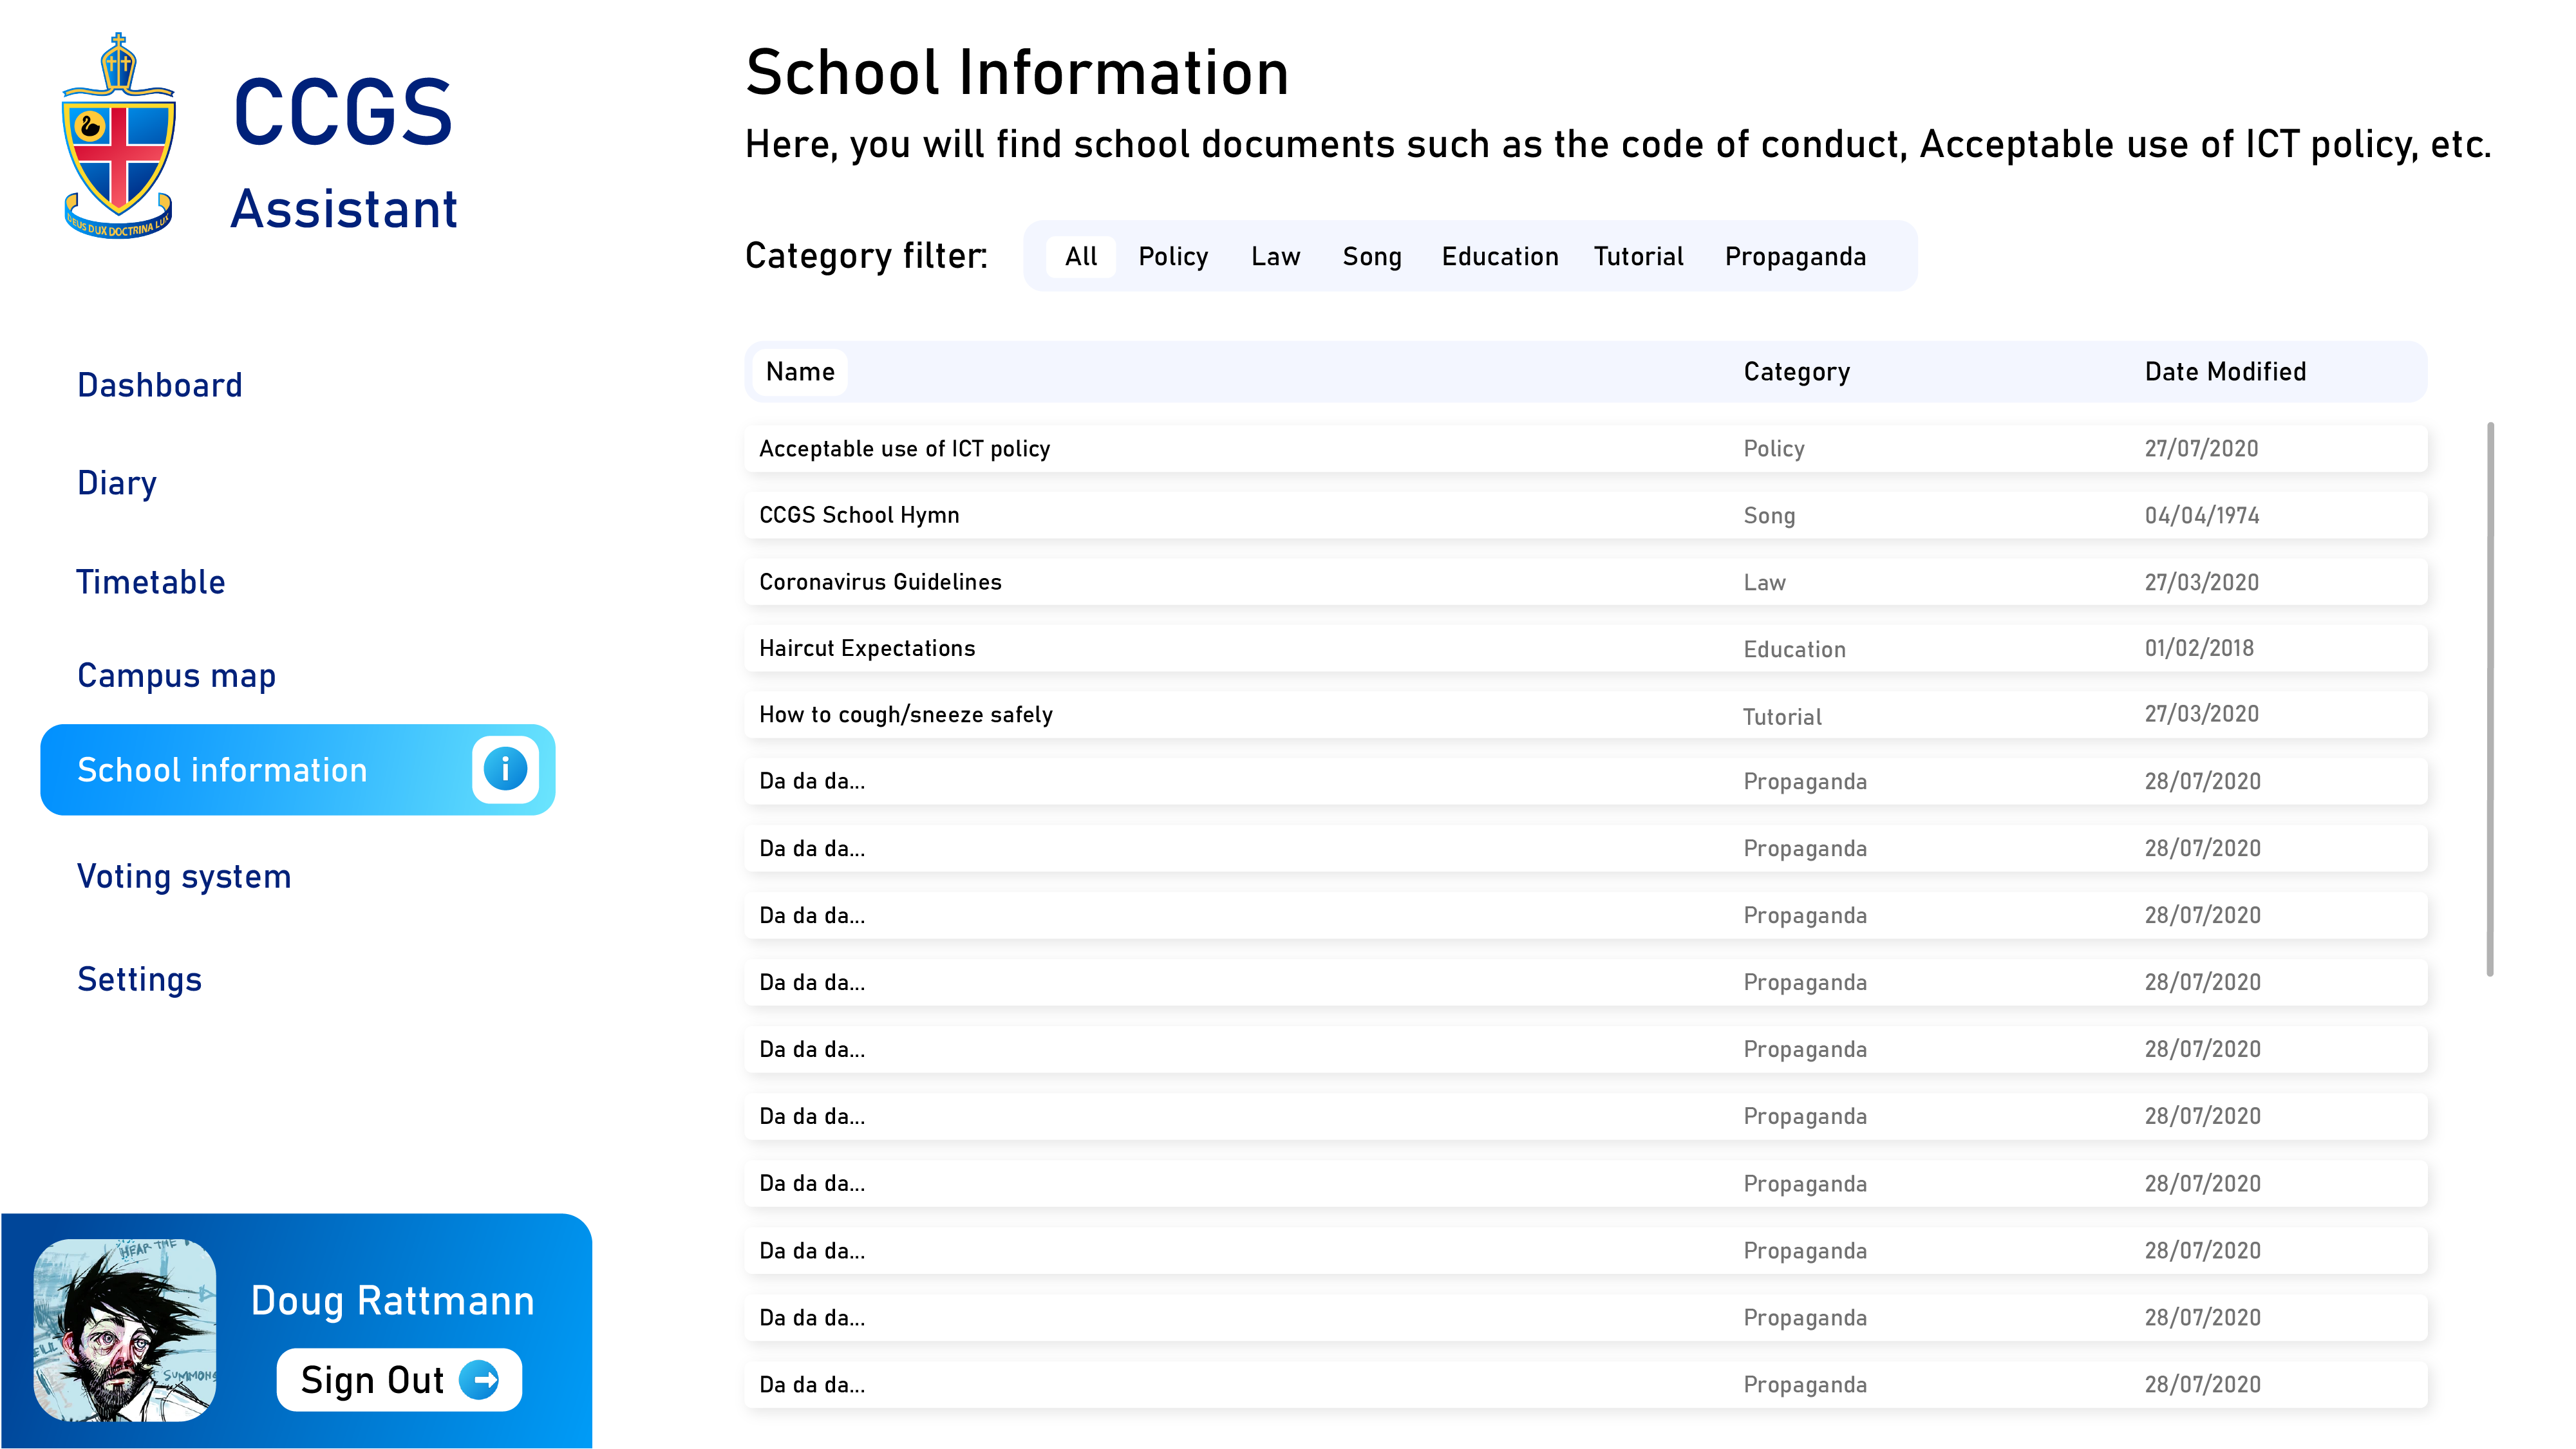 CCGS
Assistant
DEUS DUX DOCTRINA LUX
Dashboard
Diary
Timetable
Campus map
School information
i
Voting system
Settings
HEAR THE
SUMMONS
Doug Rattmann
Sign Out
School Information
Here, you will find school documents such as the code of conduct, Acceptable use of ICT policy, etc.
Category filter: All Policy Law Song Education Tutorial Propaganda
Name Category Date Modified
Acceptable use of ICT policy Policy 27/07/2020
CCGS School Hymn Song 04/04/1974
Coronavirus Guidelines Law 27/03/2020
Haircut Expectations Education 01/02/2018
How to cough/sneeze safely Tutorial 27/03/2020
Da da da... Propaganda 28/07/2020
Da da da... Propaganda 28/07/2020
Da da da... Propaganda 28/07/2020
Da da da... Propaganda 28/07/2020
Da da da... Propaganda 28/07/2020
Da da da... Propaganda 28/07/2020
Da da da... Propaganda 28/07/2020
Da da da... Propaganda 28/07/2020
Da da da... Propaganda 28/07/2020
Da da da... Propaganda 28/07/2020